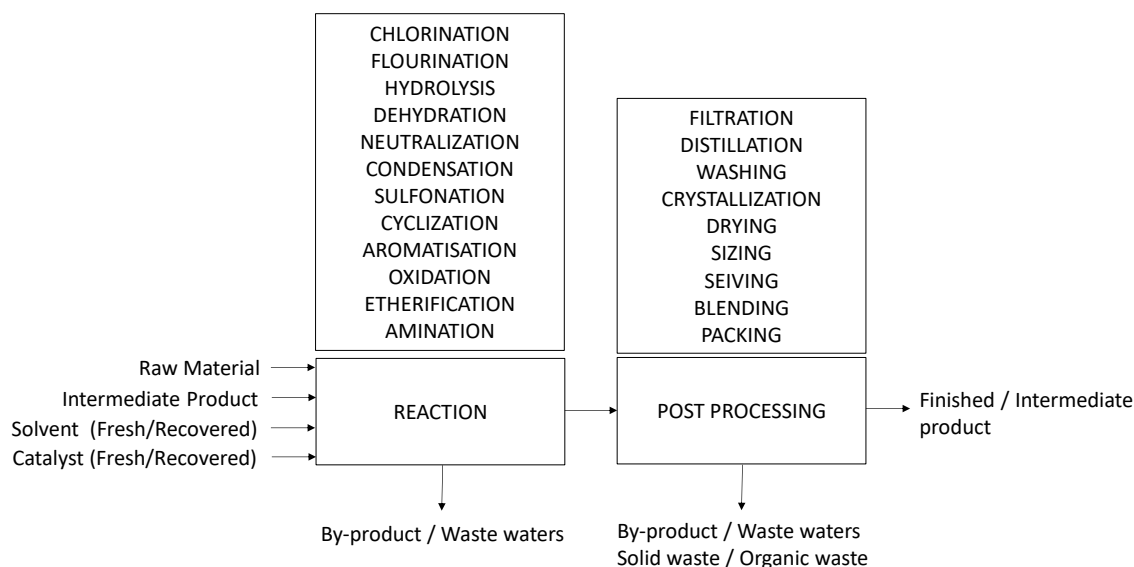 CHLORINATION
FLOURINATION
HYDROLYSIS
DEHYDRATION
NEUTRALIZATION
CONDENSATION
SULFONATION
CYCLIZATION
AROMATISATION
OXIDATION
ETHERIFICATION
AMINATION
FILTRATION
DISTILLATION
WASHING
CRYSTALLIZATION
DRYING
SIZING
SEIVING
BLENDING
PACKING
Raw Material
Intermediate Product
Solvent (Fresh/Recovered)
Catalyst (Fresh/Recovered)
REACTION
POST PROCESSING
Finished / Intermediate
product
By-product / Waste waters
By-product / Waste waters
Solid waste / Organic waste